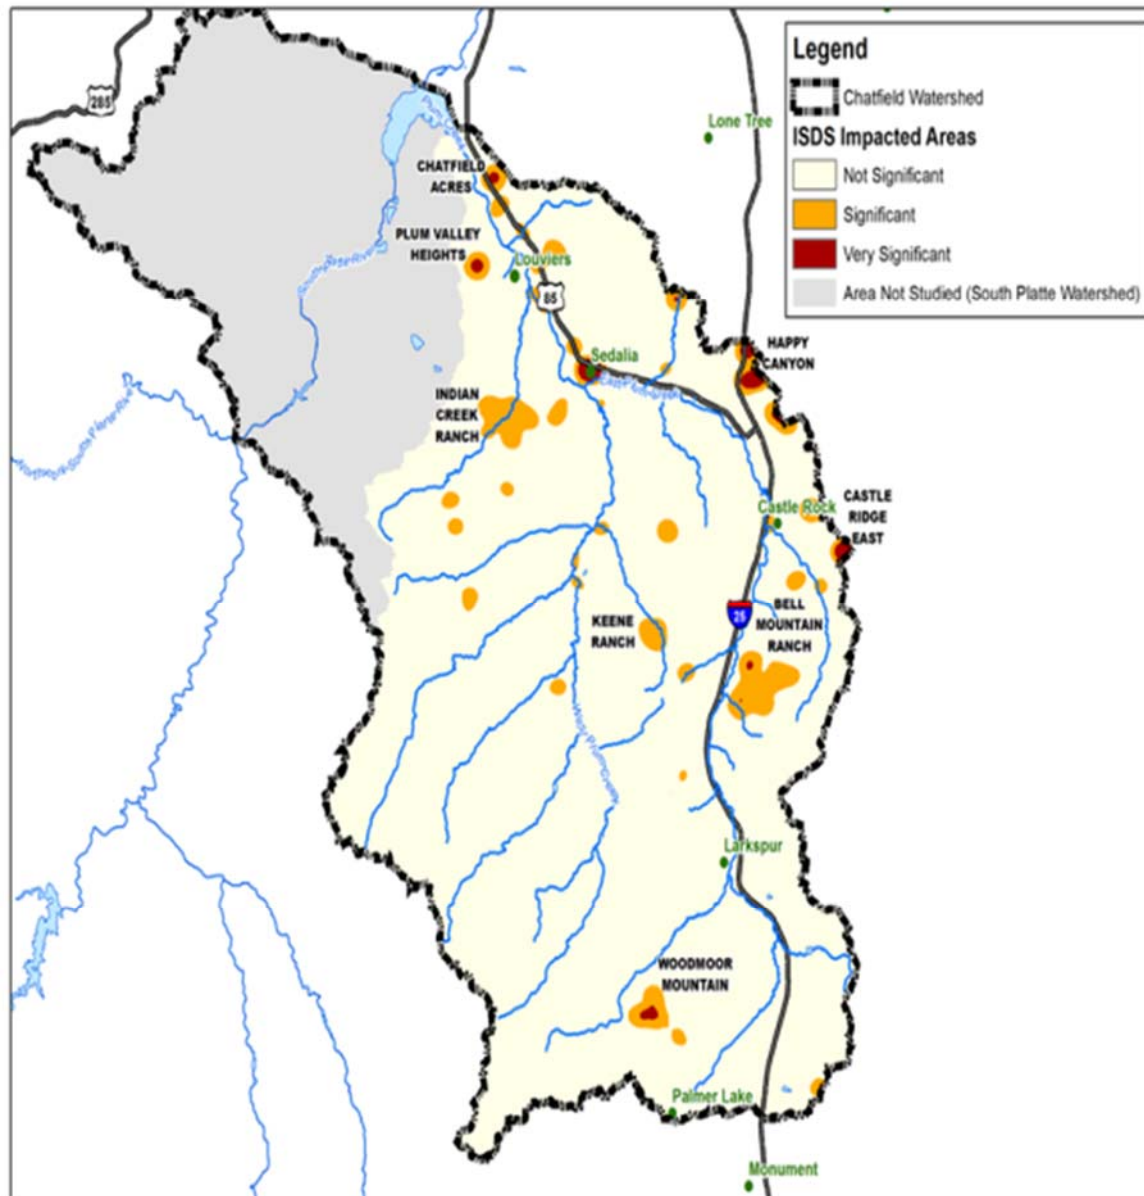 Legend
Chatfield Watershed
ISDS Impacted Areas
Not Significant
Significant
Very Significant
Area Not Studied (South Platte Watershed)
285
Lone Tree
CHATFIELD
ACRES
PLUM VALLEY
HEIGHTS
Louviers
85
HAPPY
CANYON
Sedalia
INDIAN
CREEK
RANCH
CASTLE
RIDGE
EAST
Castle Rock
KEENE
RANCH
25
BELL
MOUNTAIN
RANCH
Larkspur
WOODMOOR
MOUNTAIN
Palmer Lake
Monument